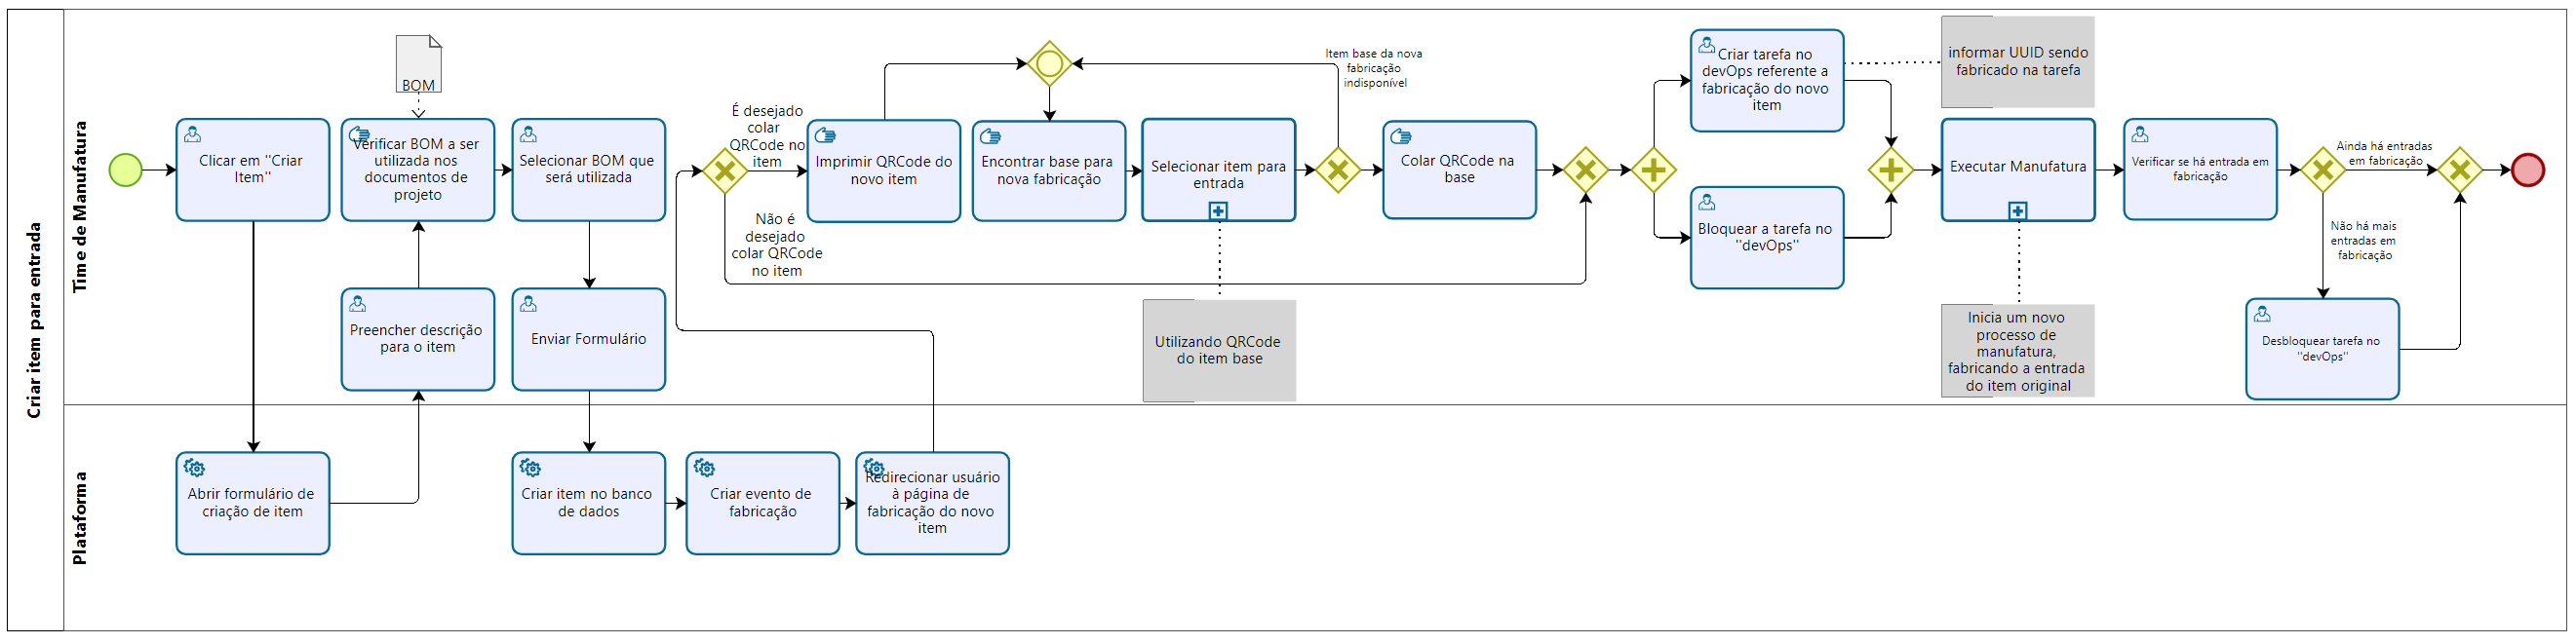 Criar item para entrada
Time de Manufatura
Plataforma
BOM
Clicar em "Criar
Item"
Verificar BOM a ser
utilizada nos
documentos de
projeto
Selecionar BOM que
será utilizada
Preencher descrição
para o item
Enviar Formulário
Abrir formulário de
criação de item
Criar item no banco
de dados
Criar evento de
fabricação
Redirecionar usuário
à página de
fabricação do novo
item
É desejado
colar
QRCode no
item
Não é
desejado
colar QRCode
no item
Imprimir QRCode do
novo item
Encontrar base para
nova fabricação
Selecionar item para
entrada
Utilizando QRCode
do item base
Item base da nova
fabricação
indisponível
Colar QRCode na
base
Criar tarefa no
devOps referente a
fabricação do novo
item
informar UUID sendo
fabricado na tarefa
Bloquear a tarefa no
"devOps"
Executar Manufatura
Inicia um novo
processo de
manufatura,
fabricando a entrada
do item original
Verificar se há entrada em
fabricação
Ainda há entradas
em fabricação
Não há mais
entradas em
fabricação
Desbloquear tarefa no
"devOps"